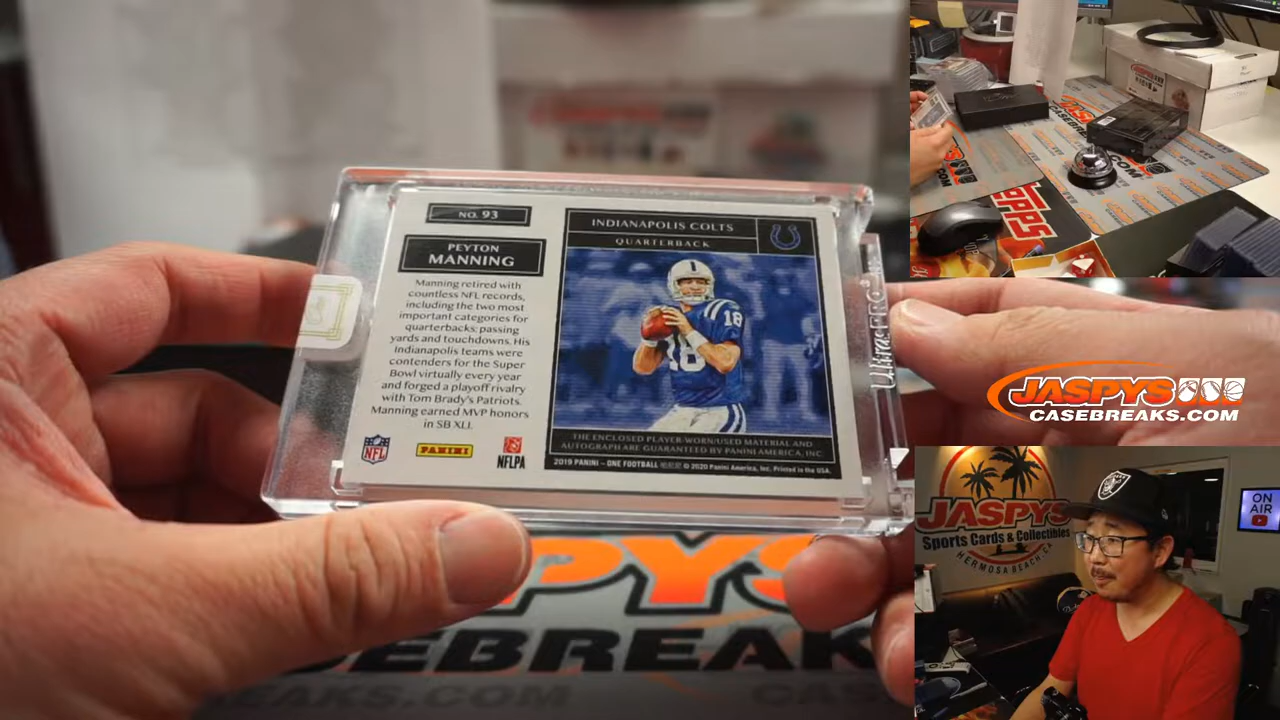 NO. 93
PEYTON
MANNING
Manning retired with
countless NFL records,
including the two most
important categories for
quarterbacks: passing
yards and touchdowns. His
Indianapolis teams were
contenders for the Super
Bowl virtually every year
and forged a playoff rivalry
with Tom Brady's Patriots.
Manning earned MVP honors
in SB XLI.
NFL
PANINI
NFLPA
INDIANAPOLIS COLTS
QUARTERBACK
18
18
THE ENCLOSED PLAYER-WORN/USED MATERIAL AND
AUTOGRAPH ARE GUARANTEED BY PANINI AMERICA, INC
2019 PANINI – ONE FOOTBALL © 2020 Panini America, Inc. Printed in the USA.
UltraPRO
JASPYS
CASEBREAKS.COM
JASPYS
Sports Cards & Collectibles
HERMOSA BEACH, CA
ON
AIR
TOPPS
PYS
EBREAK